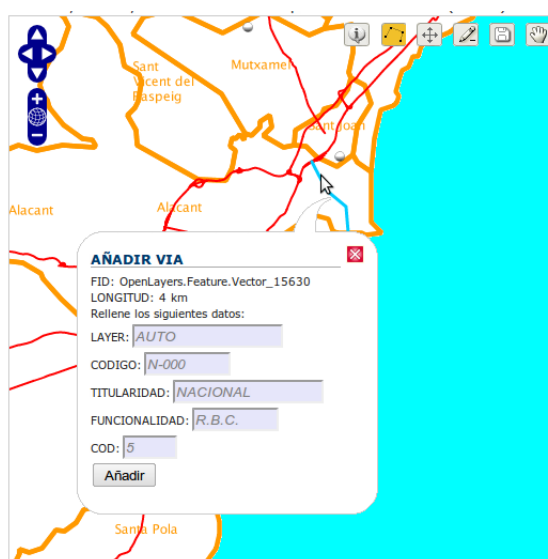 Sant
Vicent del
Raspeig
Mutxamel
Sant Joan
Alacant
Alacant
AÑADIR VIA
FID: OpenLayers.Feature.Vector_15630
LONGITUD: 4 km
Rellene los siguientes datos:
LAYER: AUTO
CODIGO: N-000
TITULARIDAD: NACIONAL
FUNCIONALIDAD: R.B.C.
COD: 5
Añadir
Santa Pola